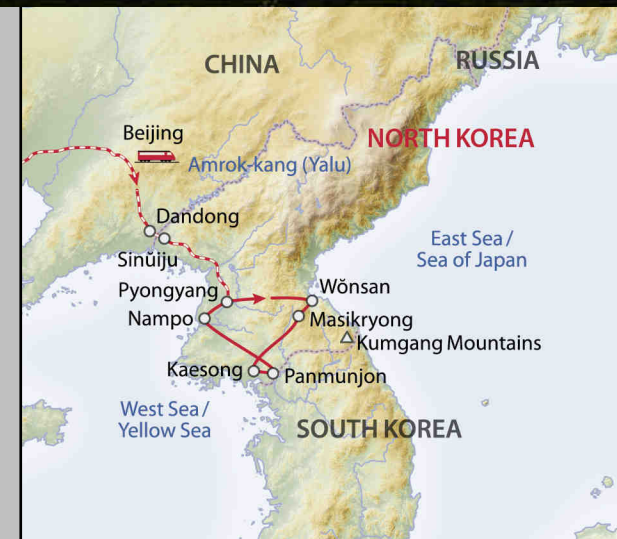 CHINA
RUSSIA
Beijing
NORTH KOREA
Amrok-kang (Yalu)
Dandong
East Sea /
Sea of Japan
Sinŭiju
Pyongyang
Wŏnsan
Nampo
Masikryong
Kumgang Mountains
Kaesong
Panmunjon
West Sea /
Yellow Sea
SOUTH KOREA